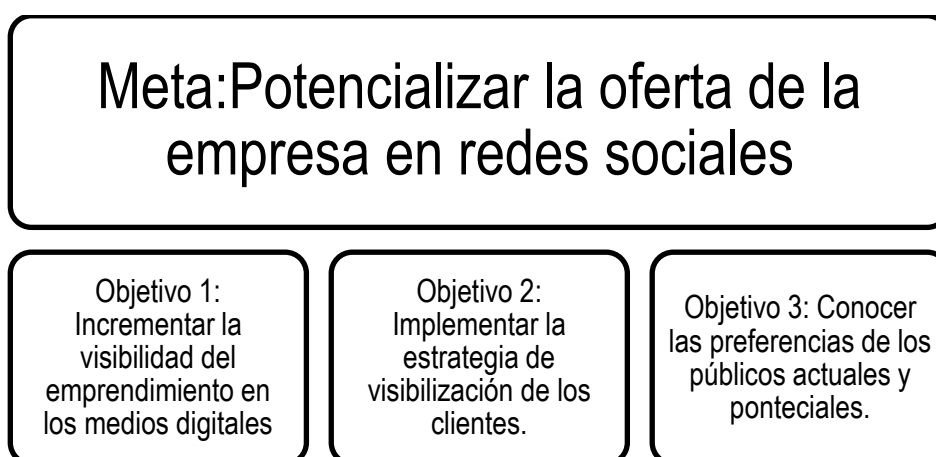 Meta:Potencializar la oferta de la
empresa en redes sociales
Objetivo 1:
Incrementar la
visibilidad del
emprendimiento en
los medios digitales
Objetivo 2:
Implementar la
estrategia de
visibilización de los
clientes.
Objetivo 3: Conocer
las preferencias de los
públicos actuales y
ponteciales.